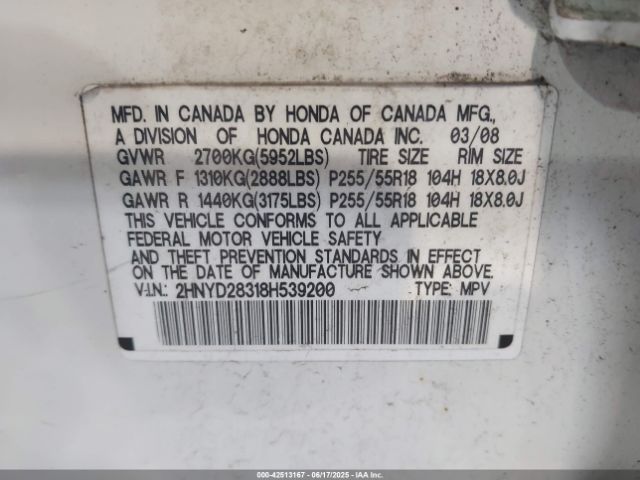 MFD. IN CANADA BY HONDA OF CANADA MFG.,
A DIVISION OF HONDA CANADA INC. 03/08
GVWR 2700KG(5952LBS) TIRE SIZE RIM SIZE
GAWR F 1310KG(2888LBS) P255/55R18 104H 18X8.0J
GAWR R 1440KG(3175LBS) P255/55R18 104H 18X8.0J
THIS VEHICLE CONFORMS TO ALL APPLICABLE
FEDERAL MOTOR VEHICLE SAFETY
AND THEFT PREVENTION STANDARDS IN EFFECT
ON THE DATE OF MANUFACTURE SHOWN ABOVE.
V.I.N.: 2HNYD28318H539200 TYPE: MPV
000-42513167 - 06/17/2025 - IAAI.com